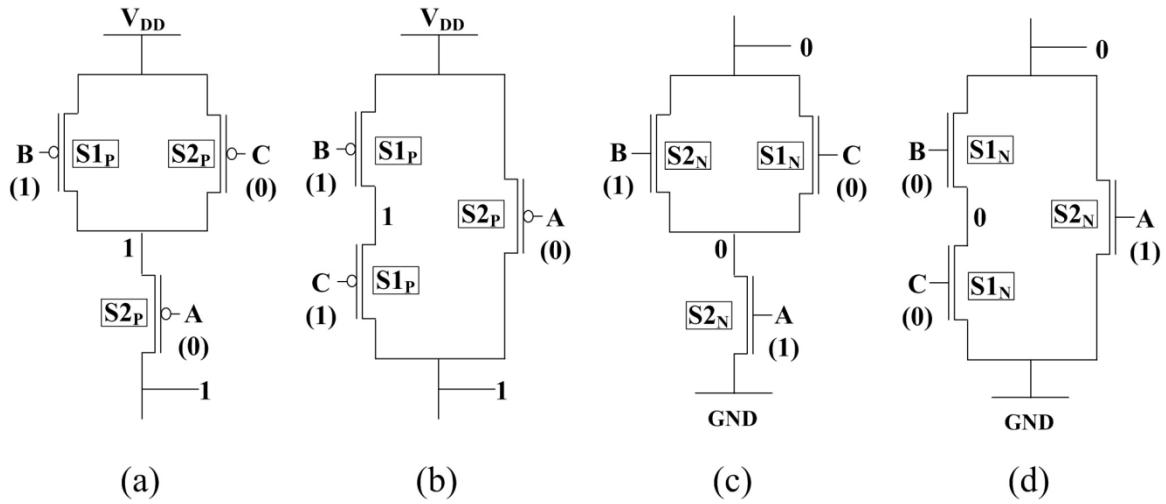 V_DD
B
(1)
S1_P
S2_P
C
(0)
1
S2_P
A
(0)
1
(a)
V_DD
B
(1)
S1_P
1
S2_P
A
(0)
C
(1)
S1_P
1
(b)
0
B
(1)
S2_N
S1_N
C
(0)
0
S2_N
A
(1)
GND
(c)
0
B
(0)
S1_N
0
S2_N
A
(1)
C
(0)
S1_N
GND
(d)